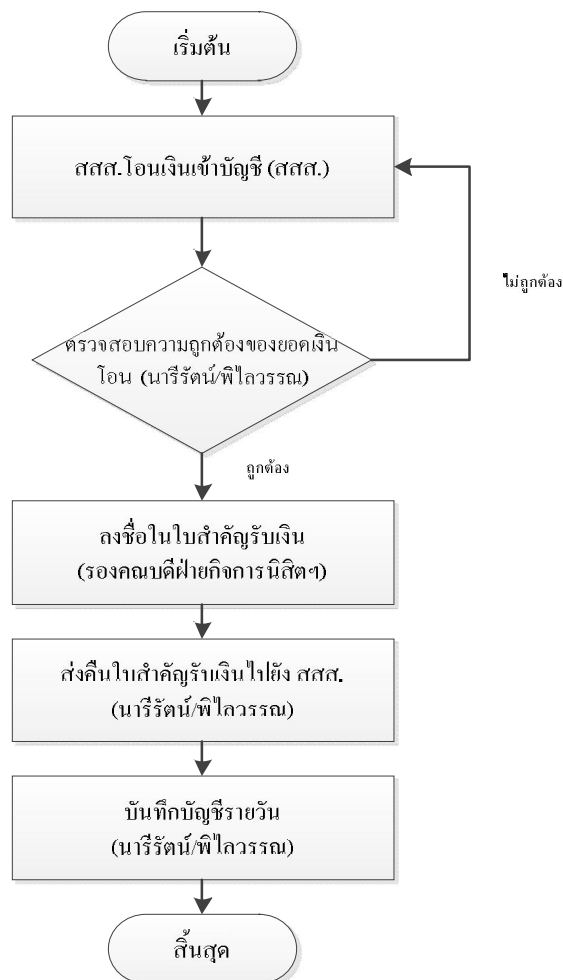 เริ่มต้น
สสส.โอนเงินเข้าบัญชี (สสส.)
ไม่ถูกต้อง
ตรวจสอบความถูกต้องของยอดเงิน
โอน (นารีรัตน์/พิไลวรรณ)
ถูกต้อง
ลงชื่อในใบสำคัญรับเงิน
(รองคณบดีฝ่ายกิจการนิสิตฯ)
ส่งคืนใบสำคัญรับเงินไปยัง สสส.
(นารีรัตน์/พิไลวรรณ)
บันทึกบัญชีรายวัน
(นารีรัตน์/พิไลวรรณ)
สิ้นสุด